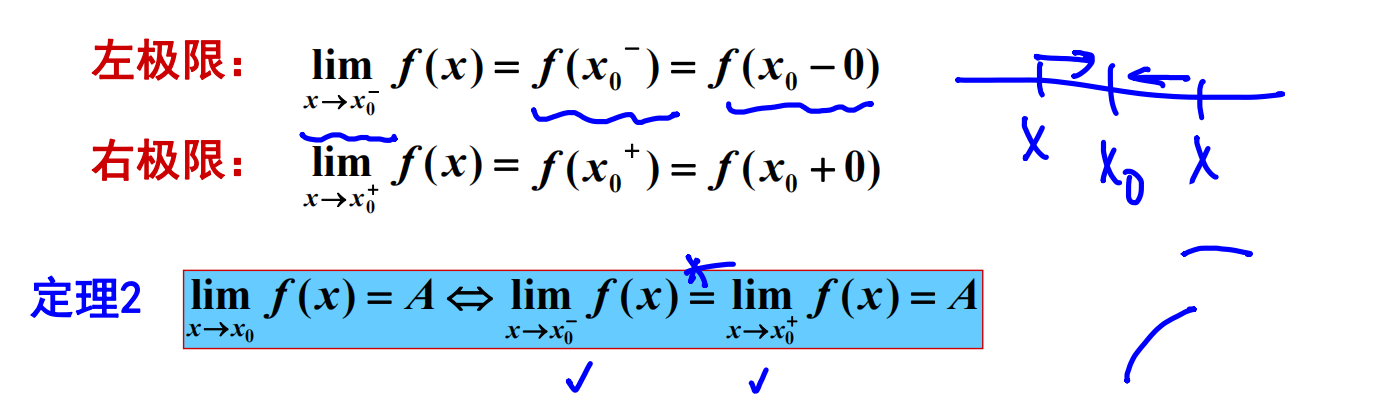 左极限： lim_{x→x₀⁻} f(x) = f(x₀⁻) = f(x₀ − 0)
右极限： lim_{x→x₀⁺} f(x) = f(x₀⁺) = f(x₀ + 0)
x x₀ x
定理2 lim_{x→x₀} f(x) = A ⇔ lim_{x→x₀⁻} f(x) = lim_{x→x₀⁺} f(x) = A